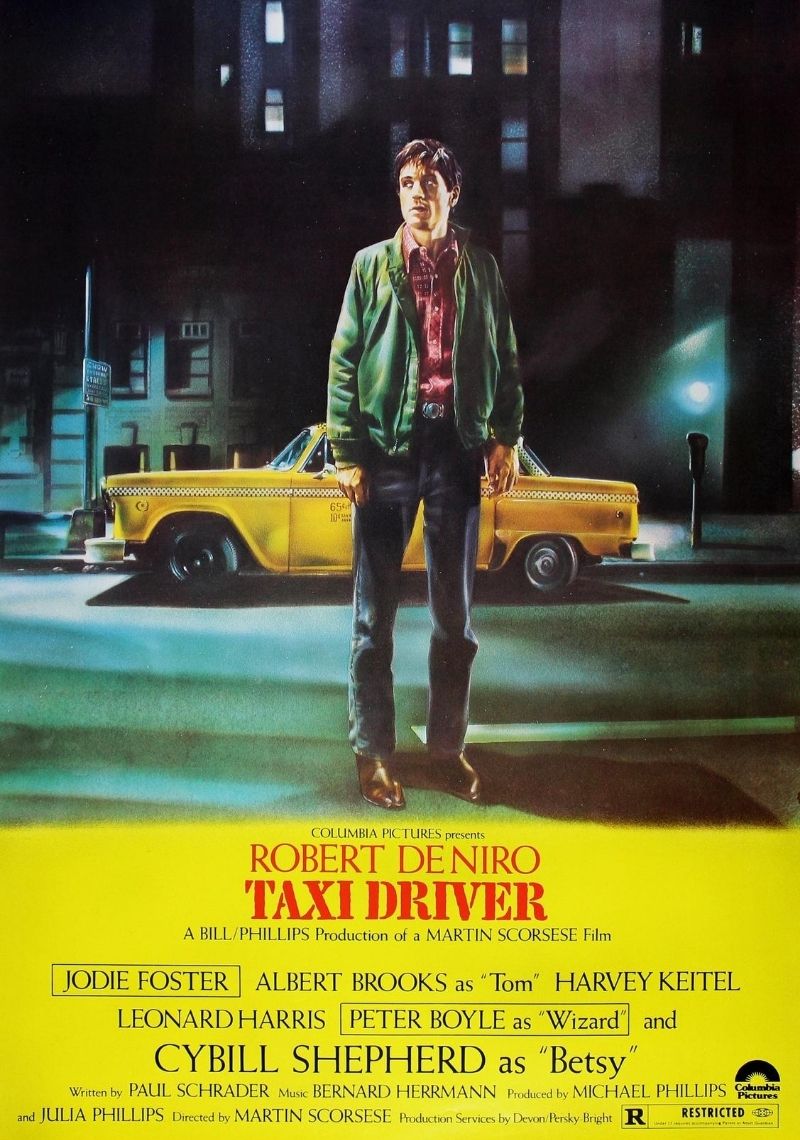 65¢
10¢
COLUMBIA PICTURES presents
ROBERT DE NIRO
TAXI DRIVER
A BILL/PHILLIPS Production of a MARTIN SCORSESE Film
JODIE FOSTER ALBERT BROOKS as "Tom" HARVEY KEITEL
LEONARD HARRIS PETER BOYLE as "Wizard" and
CYBILL SHEPHERD as "Betsy"
Written by PAUL SCHRADER Music BERNARD HERRMANN Produced by MICHAEL PHILLIPS
and JULIA PHILLIPS Directed by MARTIN SCORSESE Production Services by Devon/Persky-Bright
R RESTRICTED
Columbia
Pictures